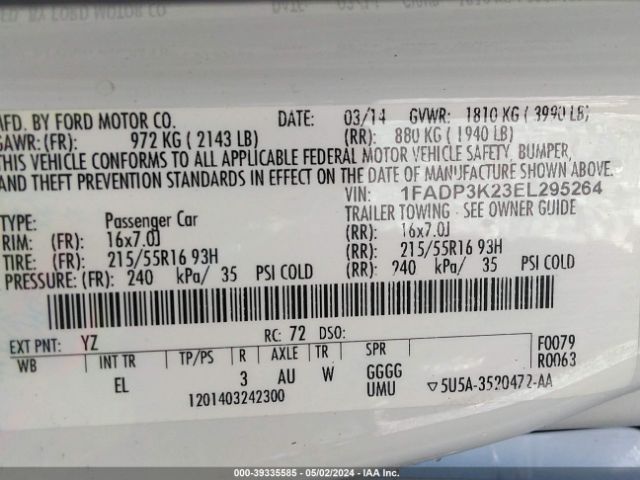 BY FORD MOTOR CO
MFD. BY FORD MOTOR CO. DATE: 03/14 GVWR: 1810 KG ( 3990 LB)
GAWR: (FR): 972 KG ( 2143 LB) (RR): 880 KG ( 1940 LB)
THIS VEHICLE CONFORMS TO ALL APPLICABLE FEDERAL MOTOR VEHICLE SAFETY, BUMPER,
AND THEFT PREVENTION STANDARDS IN EFFECT ON THE DATE OF MANUFACTURE SHOWN ABOVE.
VIN: 1FADP3K23EL295264
TYPE: Passenger Car TRAILER TOWING - SEE OWNER GUIDE
RIM: (FR): 16x7.0J (RR): 16x7.0J
TIRE: (FR): 215/55R16 93H (RR): 215/55R16 93H
PRESSURE: (FR): 240 kPa/ 35 PSI COLD (RR): 240 kPa/ 35 PSI COLD
EXT PNT: YZ RC: 72 DSO:
WB INT TR TP/PS R AXLE TR SPR F0079
EL 3 AU W GGGG R0063
1201403242300 UMU ▽5U5A-3520472-AA
000-39335585 - 05/02/2024 - IAA Inc.